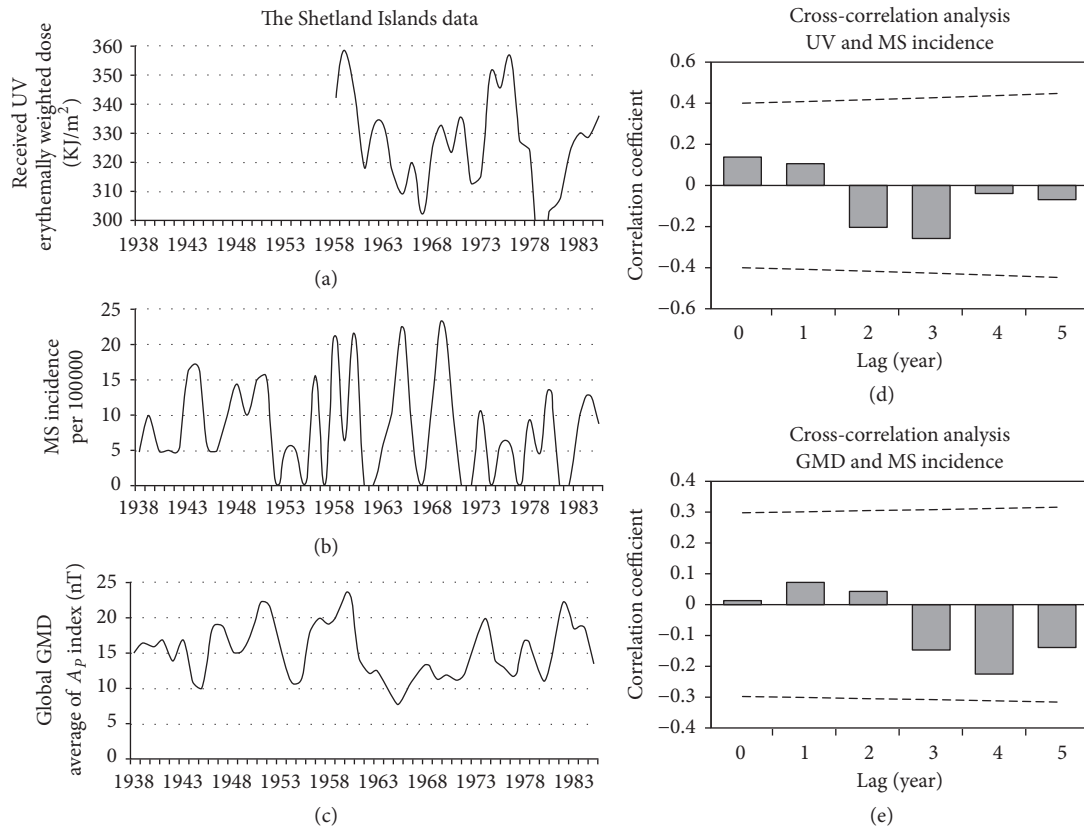 The Shetland Islands data
Received UV
erythemally weighted dose
(KJ/m²)
360
350
340
330
320
310
300
1938 1943 1948 1953 1958 1963 1968 1973 1978 1983
(a)
MS incidence
per 100000
25
20
15
10
5
0
1938 1943 1948 1953 1958 1963 1968 1973 1978 1983
(b)
Global GMD
average of A_P index (nT)
25
20
15
10
5
0
1938 1943 1948 1953 1958 1963 1968 1973 1978 1983
(c)
Cross-correlation analysis
UV and MS incidence
Correlation coefficient
0.6
0.4
0.2
0
−0.2
−0.4
−0.6
0 1 2 3 4 5
Lag (year)
(d)
Cross-correlation analysis
GMD and MS incidence
Correlation coefficient
0.4
0.3
0.2
0.1
0
−0.1
−0.2
−0.3
−0.4
0 1 2 3 4 5
Lag (year)
(e)